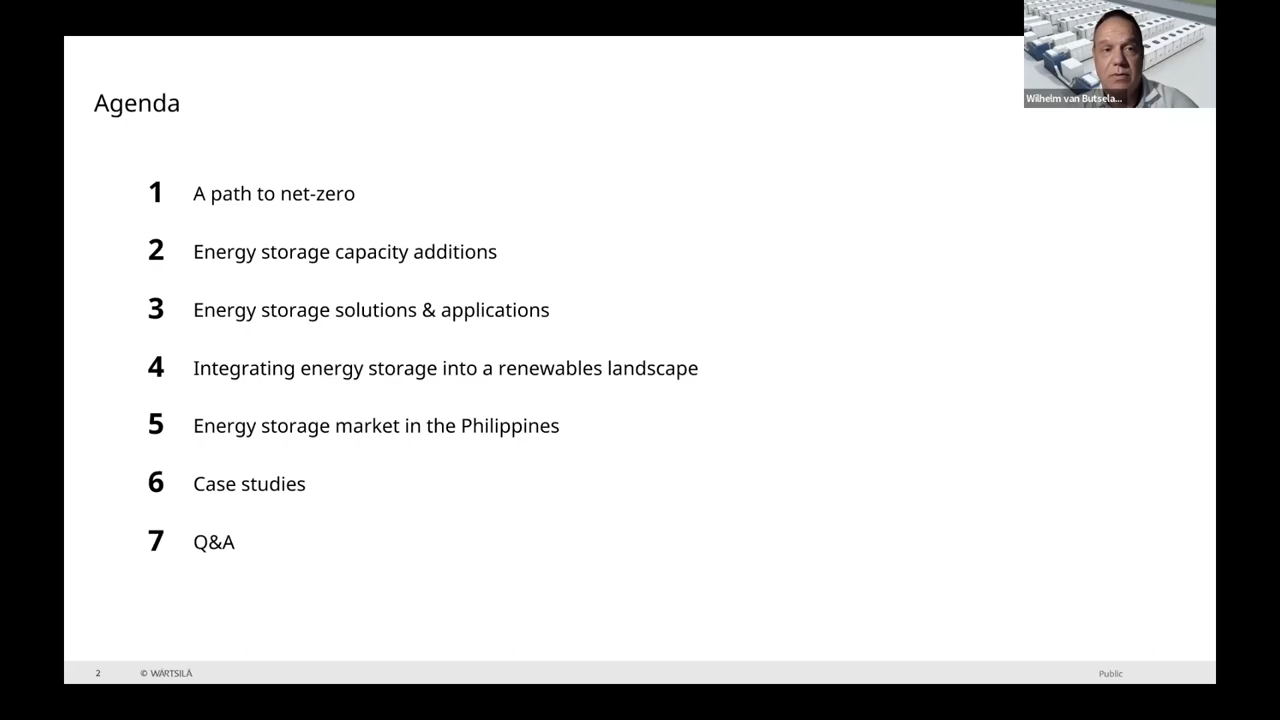 Agenda
Wilhelm van Butsela...
1 A path to net-zero
2 Energy storage capacity additions
3 Energy storage solutions & applications
4 Integrating energy storage into a renewables landscape
5 Energy storage market in the Philippines
6 Case studies
7 Q&A
2 © WÄRTSILÄ Public